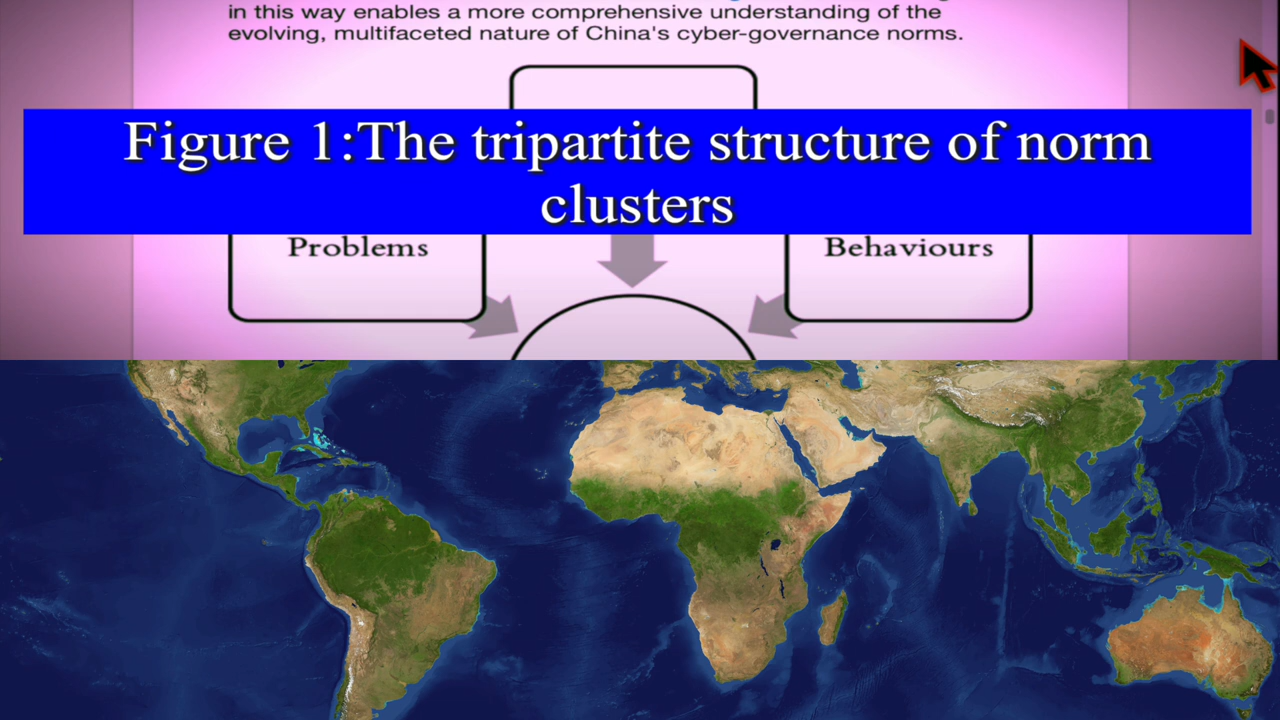 in this way enables a more comprehensive understanding of the
evolving, multifaceted nature of China's cyber-governance norms.
Figure 1:The tripartite structure of norm
clusters
Problems
Behaviours